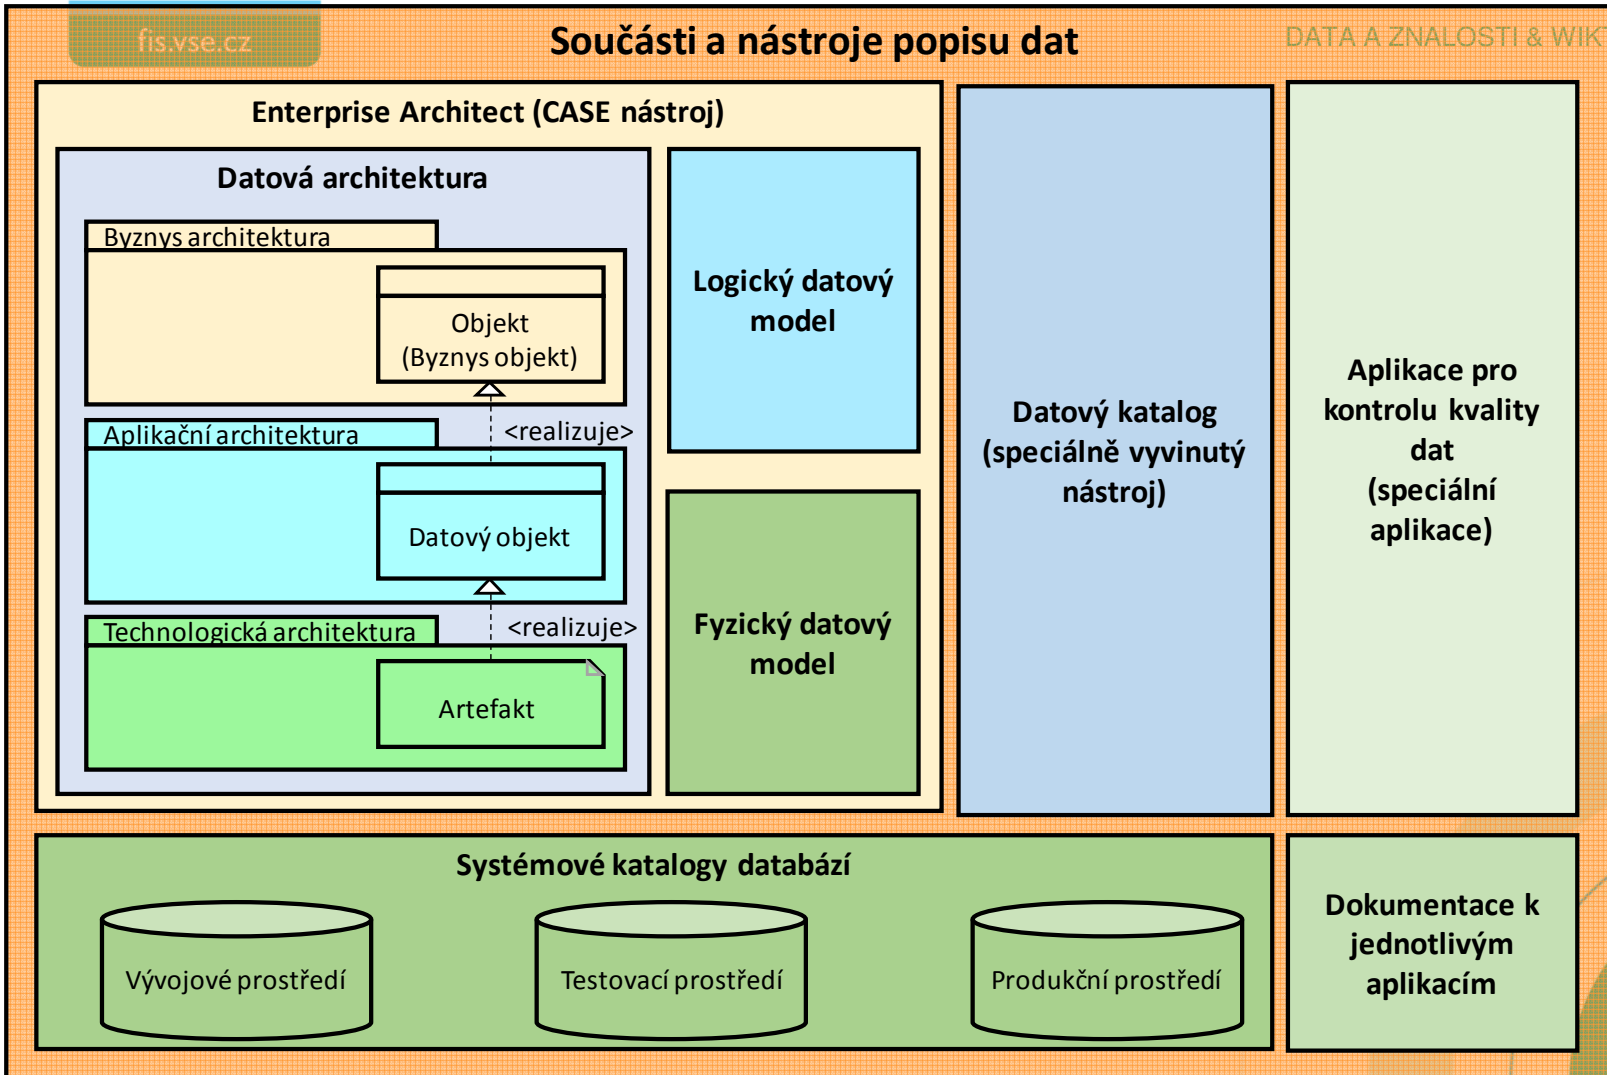 fis.vse.cz
Součásti a nástroje popisu dat
DATA A ZNALOSTI & WIKT
Enterprise Architect (CASE nástroj)
Datová architektura
Byznys architektura
Objekt
(Byznys objekt)
Aplikační architektura
<realizuje>
Datový objekt
Technologická architektura
<realizuje>
Artefakt
Logický datový
model
Fyzický datový
model
Datový katalog
(speciálně vyvinutý
nástroj)
Aplikace pro
kontrolu kvality
dat
(speciální
aplikace)
Systémové katalogy databází
Vývojové prostředí
Testovací prostředí
Produkční prostředí
Dokumentace k
jednotlivým
aplikacím